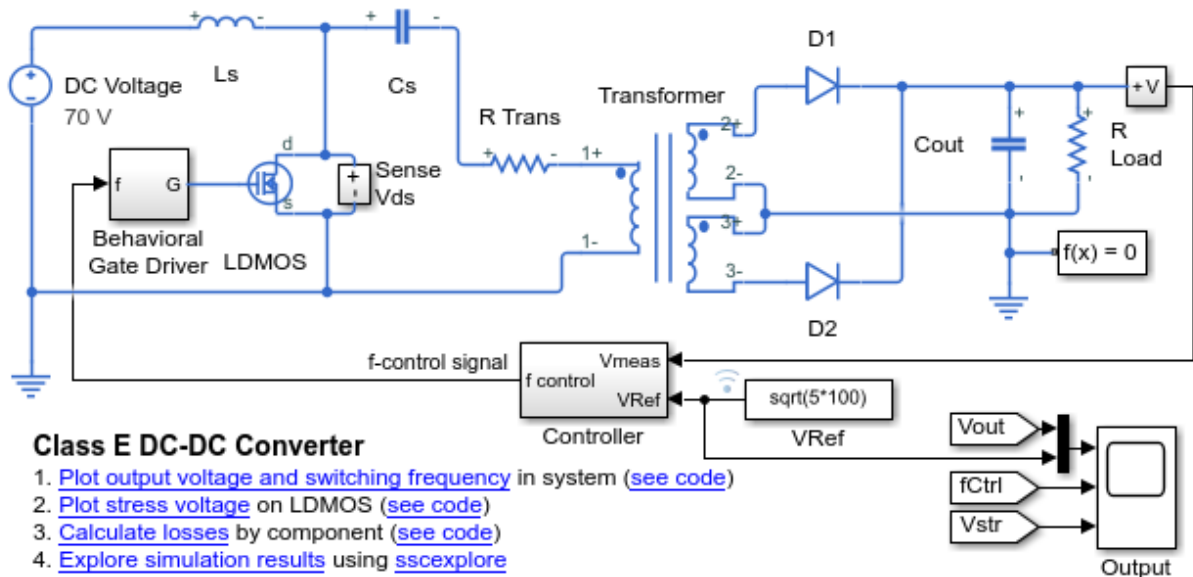 + -
Ls
+ -
Cs
DC Voltage
70 V
+
-
D1
Transformer
R Trans
+ -
1+
1-
2+
2-
3+
3-
Cout
+
-
R
Load
+
-
+ V
d
s
+
-
Sense
Vds
f G
Behavioral
Gate Driver
LDMOS
f(x) = 0
D2
f-control signal
Vmeas
f control
VRef
Controller
sqrt(5*100)
VRef
Vout
fCtrl
Vstr
Output
Class E DC-DC Converter
1. Plot output voltage and switching frequency in system (see code)
2. Plot stress voltage on LDMOS (see code)
3. Calculate losses by component (see code)
4. Explore simulation results using sscexplore